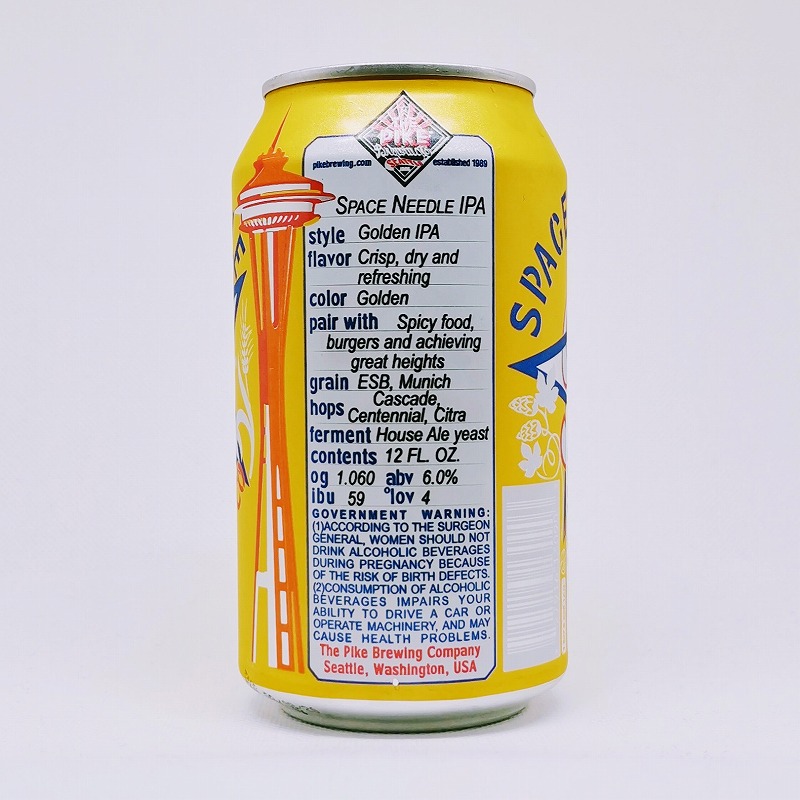 PIKE
pikebrewing.com
established 1989
SPACE NEEDLE IPA
style Golden IPA
flavor Crisp, dry and
refreshing
color Golden
pair with Spicy food,
burgers and achieving
great heights
grain ESB, Munich
hops Cascade,
Centennial, Citra
ferment House Ale yeast
contents 12 FL. OZ.
og 1.060 abv 6.0%
ibu 59 °lov 4
GOVERNMENT WARNING:
(1)ACCORDING TO THE SURGEON
GENERAL, WOMEN SHOULD NOT
DRINK ALCOHOLIC BEVERAGES
DURING PREGNANCY BECAUSE
OF THE RISK OF BIRTH DEFECTS.
(2)CONSUMPTION OF ALCOHOLIC
BEVERAGES IMPAIRS YOUR
ABILITY TO DRIVE A CAR OR
OPERATE MACHINERY, AND MAY
CAUSE HEALTH PROBLEMS.
The Pike Brewing Company
Seattle, Washington, USA
SPACE